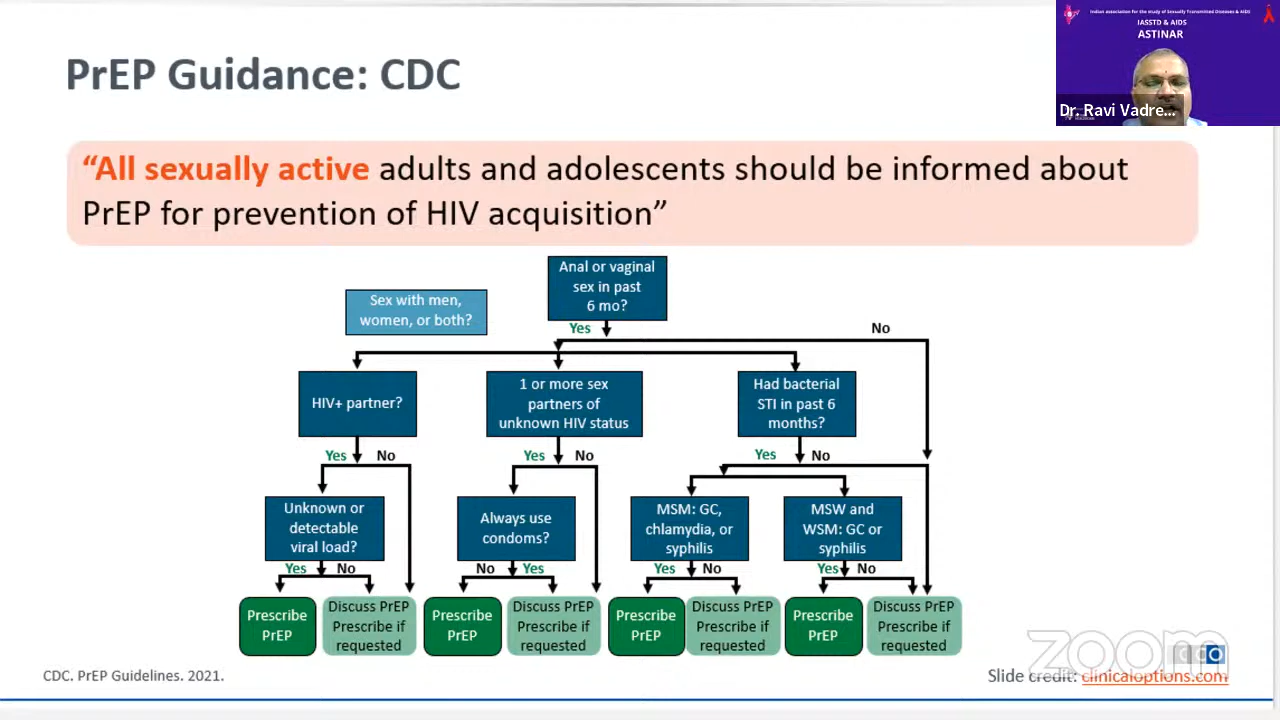 PrEP Guidance: CDC
Indian association for the study of Sexually Transmitted Diseases & AIDS
IASSTD & AIDS
ASTINAR
Dr. Ravi Vadre...
“All sexually active adults and adolescents should be informed about
PrEP for prevention of HIV acquisition”
Anal or vaginal
sex in past
6 mo?
Sex with men,
women, or both?
Yes
No
HIV+ partner?
1 or more sex
partners of
unknown HIV status
Had bacterial
STI in past 6
months?
Yes
No
Yes
No
Yes
No
Unknown or
detectable
viral load?
Always use
condoms?
MSM: GC,
chlamydia, or
syphilis
MSW and
WSM: GC or
syphilis
Yes
No
No
Yes
Yes
No
Yes
No
Prescribe
PrEP
Discuss PrEP
Prescribe if
requested
Prescribe
PrEP
Discuss PrEP
Prescribe if
requested
Prescribe
PrEP
Discuss PrEP
Prescribe if
requested
Prescribe
PrEP
Discuss PrEP
Prescribe if
requested
zoom
CDC. PrEP Guidelines. 2021.
Slide credit: clinicaloptions.com